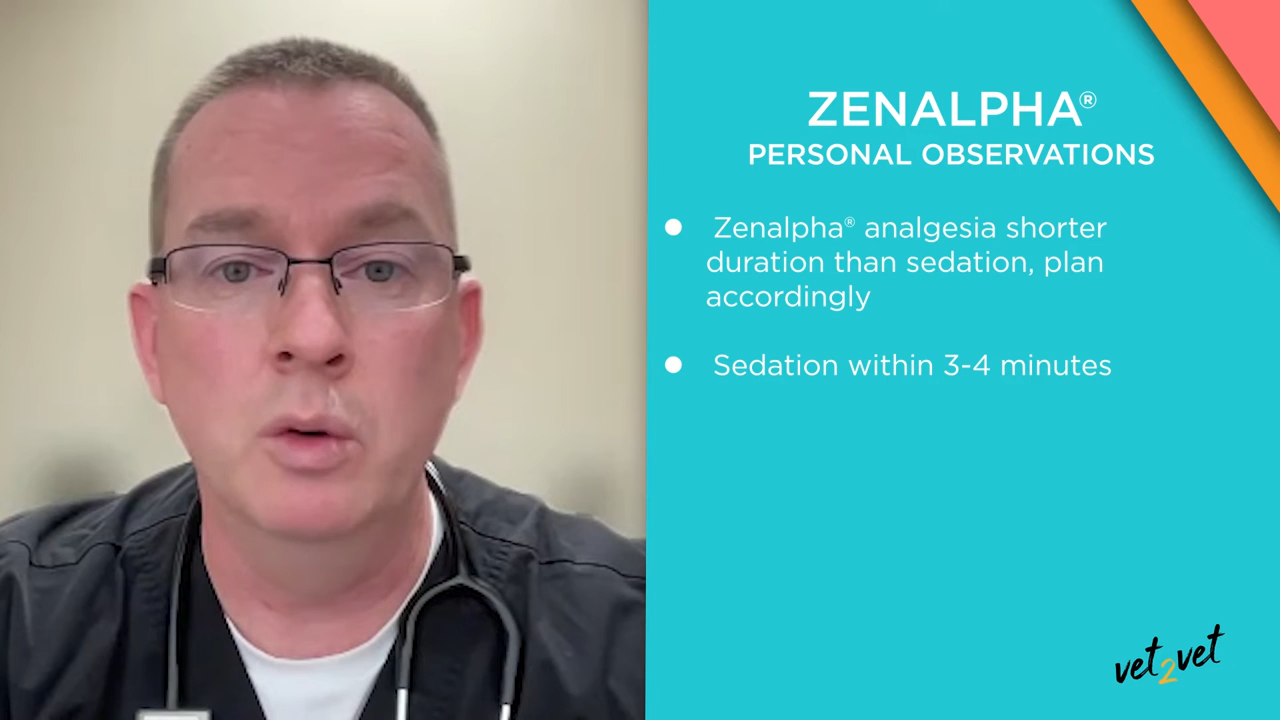 ZENALPHA®
PERSONAL OBSERVATIONS
● Zenalpha® analgesia shorter
duration than sedation, plan
accordingly
● Sedation within 3-4 minutes
vet2vet